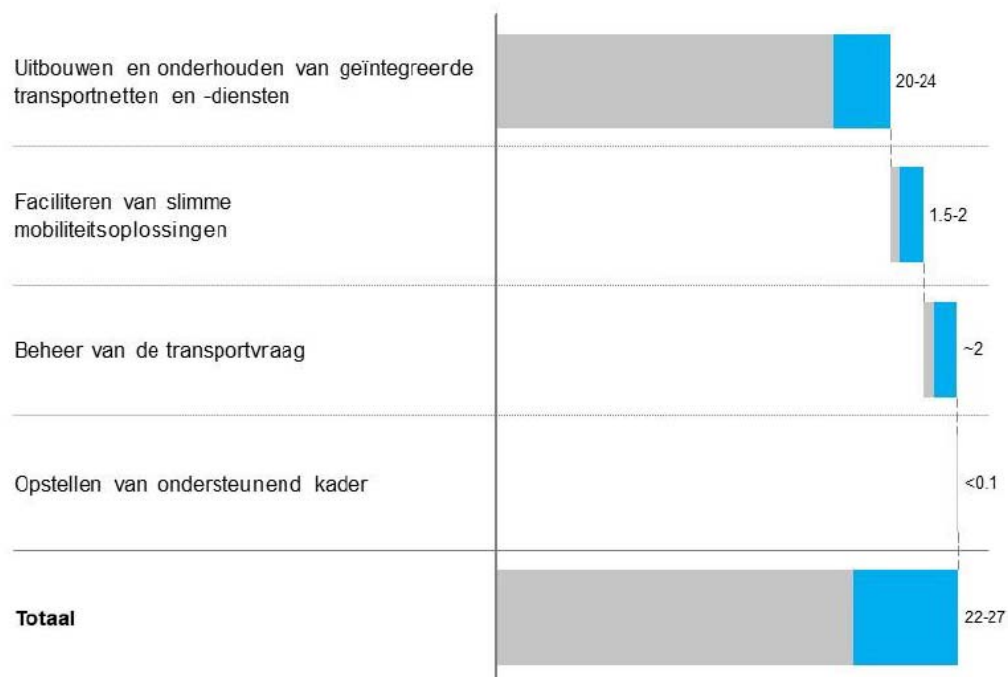 Uitbouwen en onderhouden van geïntegreerde
transportnetten en -diensten
20-24
Faciliteren van slimme
mobiliteitsoplossingen
1.5-2
Beheer van de transportvraag
~2
Opstellen van ondersteunend kader
<0.1
Totaal
22-27